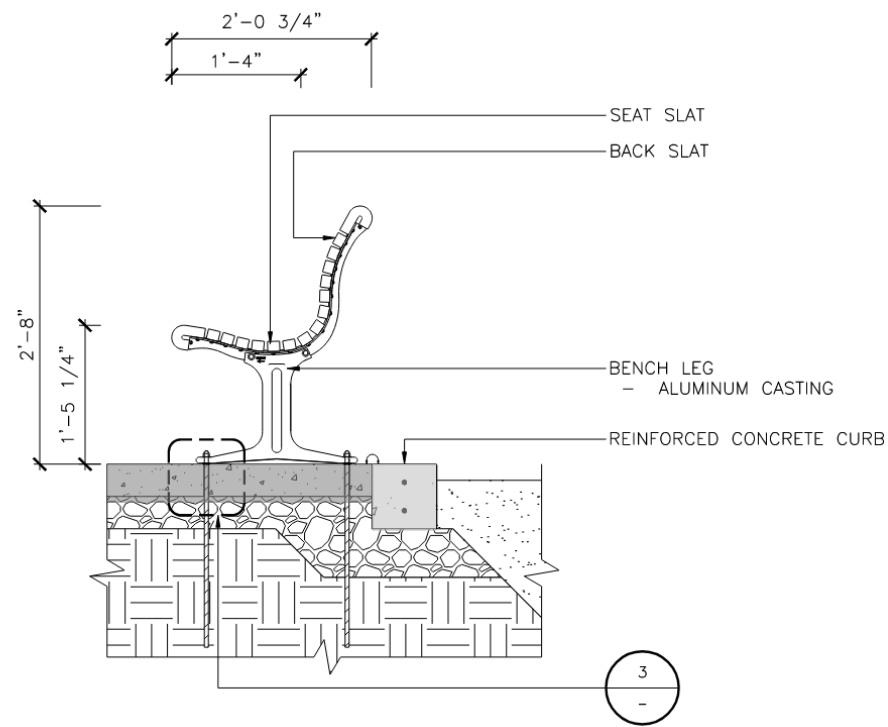 2'-0 3/4"
1'-4"
SEAT SLAT
BACK SLAT
2'-8"
1'-5 1/4"
BENCH LEG
- ALUMINUM CASTING
REINFORCED CONCRETE CURB
3
-